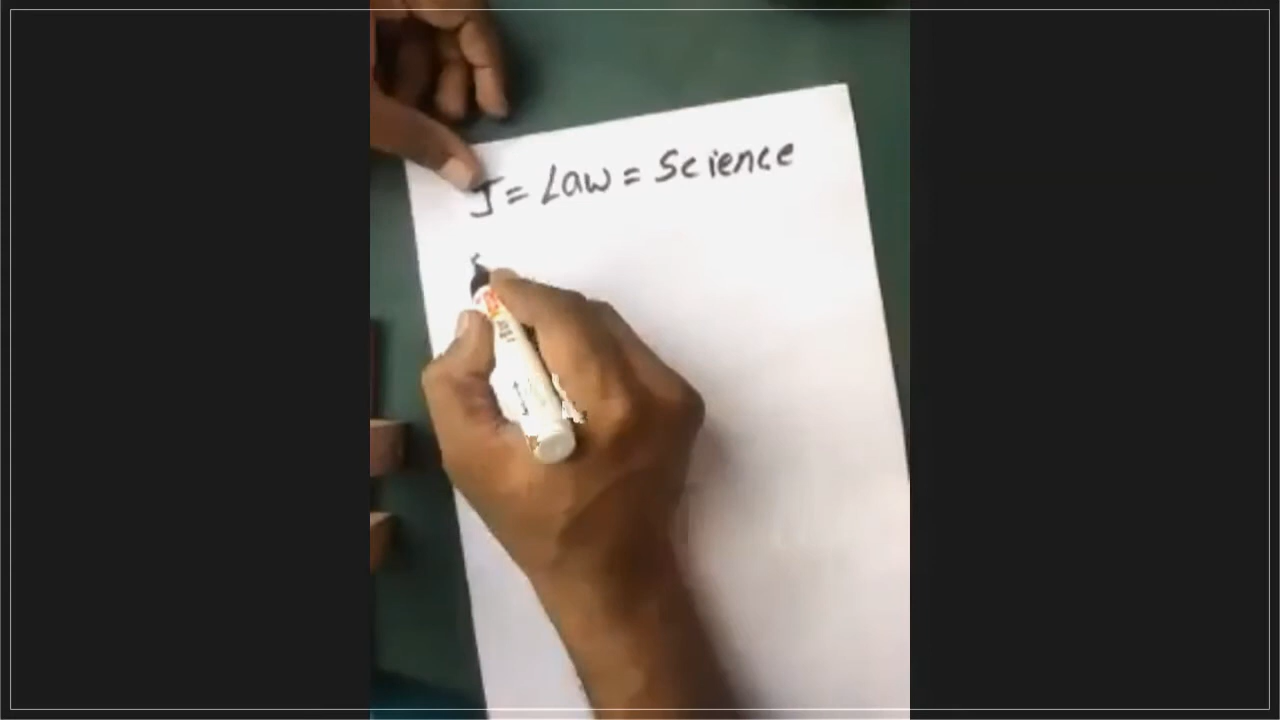 J = Law = Science